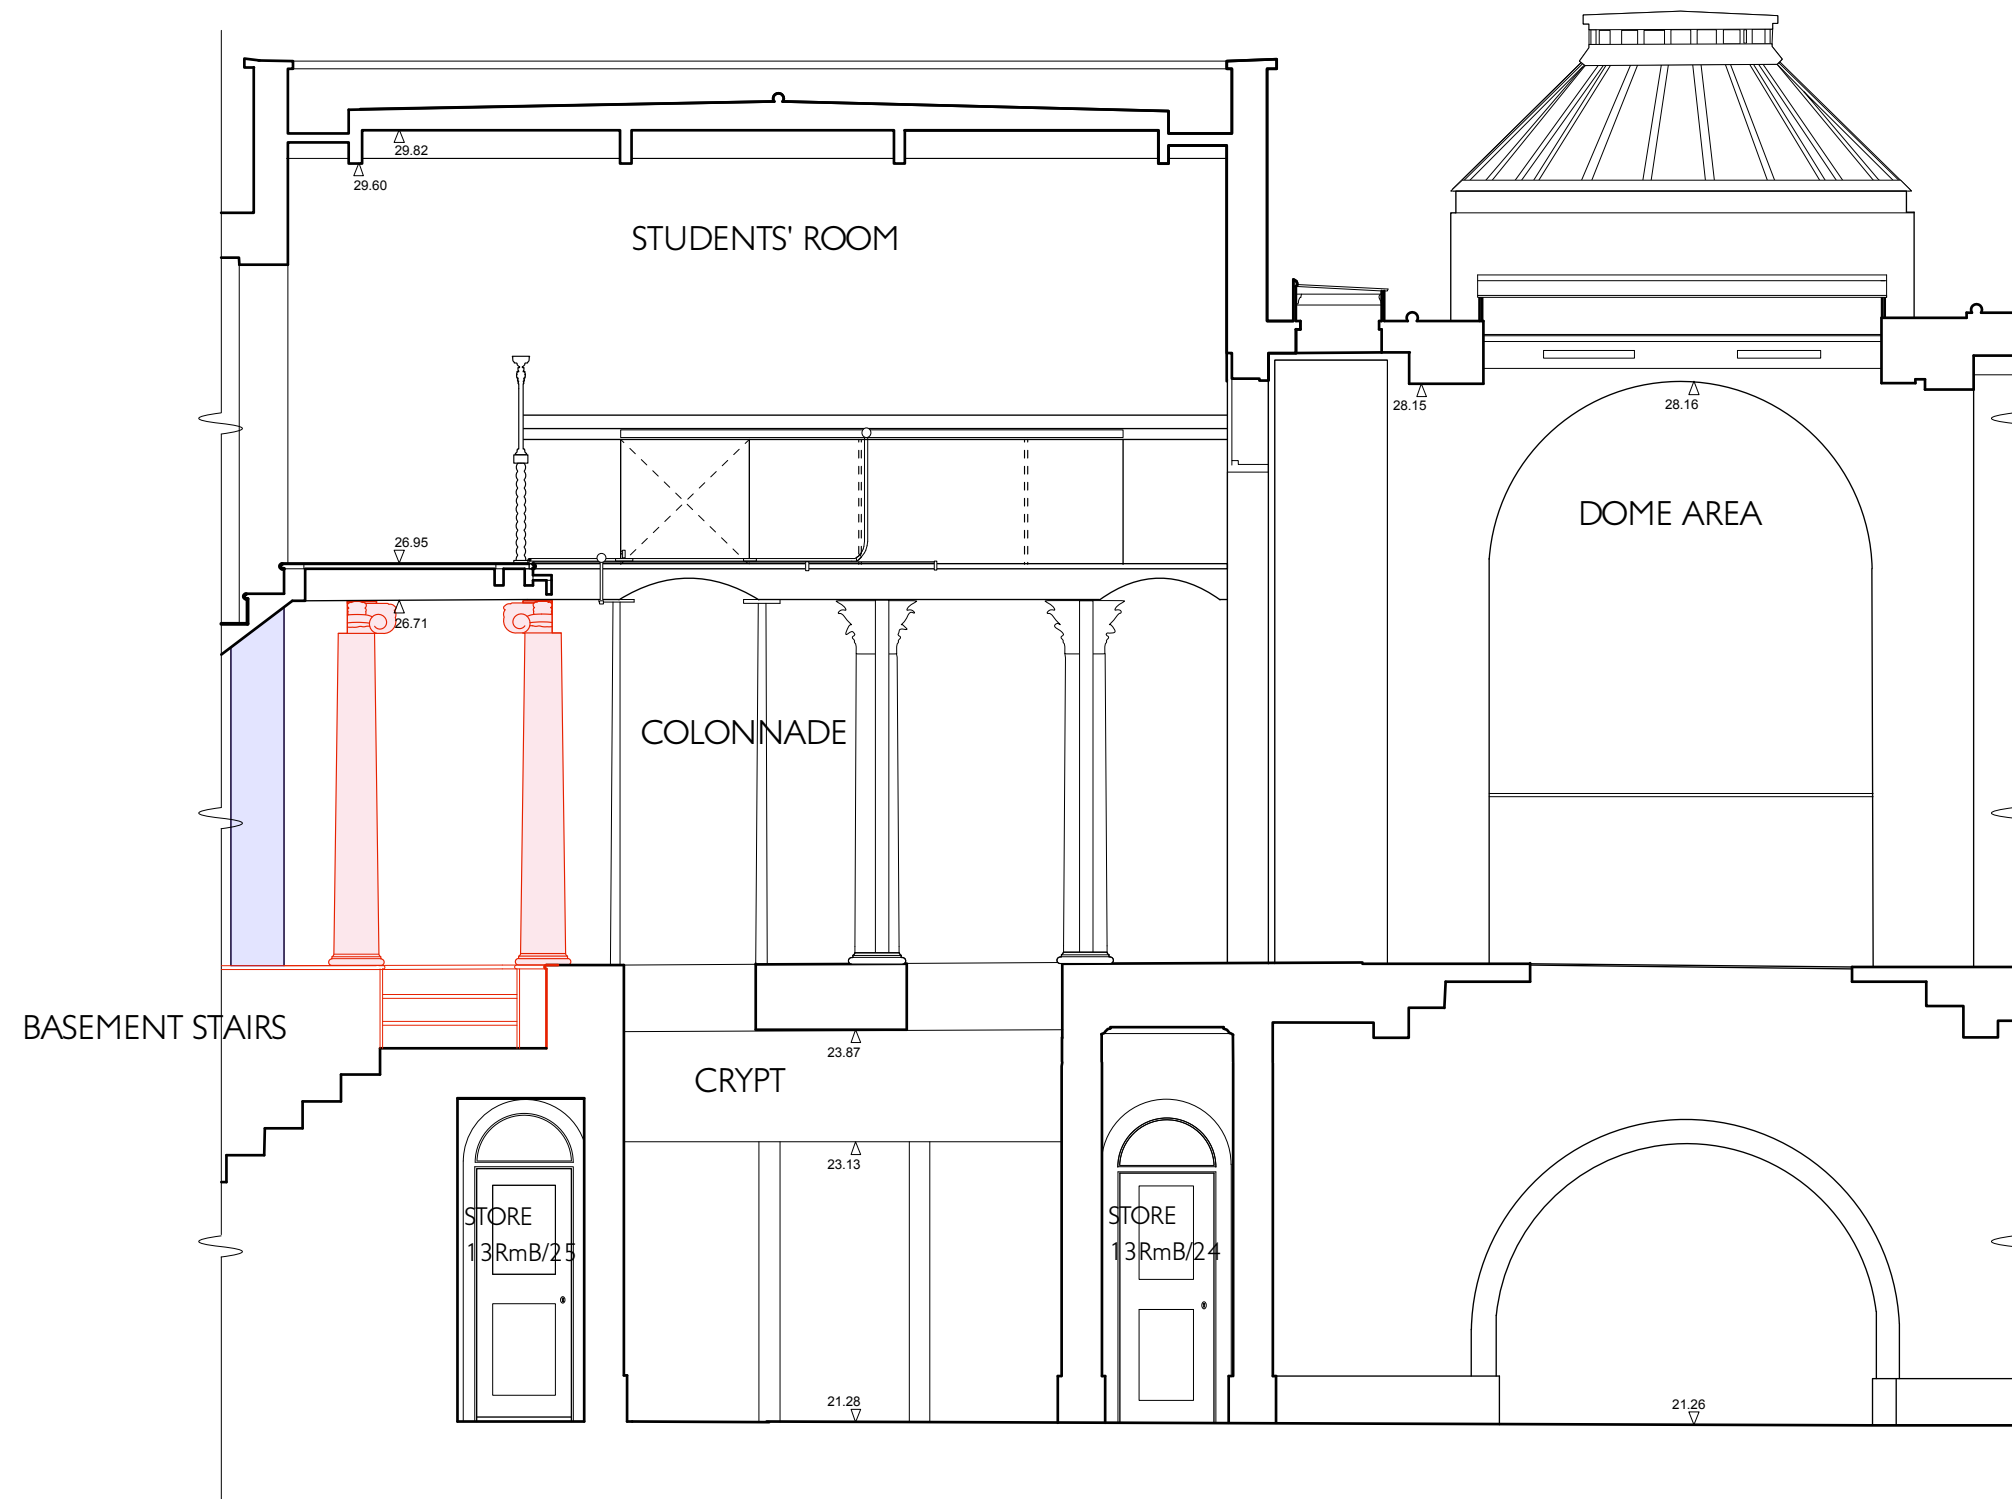 29.82
29.60
STUDENTS' ROOM
28.15
28.16
DOME AREA
26.95
26.71
COLONNADE
BASEMENT STAIRS
23.87
CRYPT
23.13
STORE
13RmB/25
STORE
13RmB/24
21.28
21.26